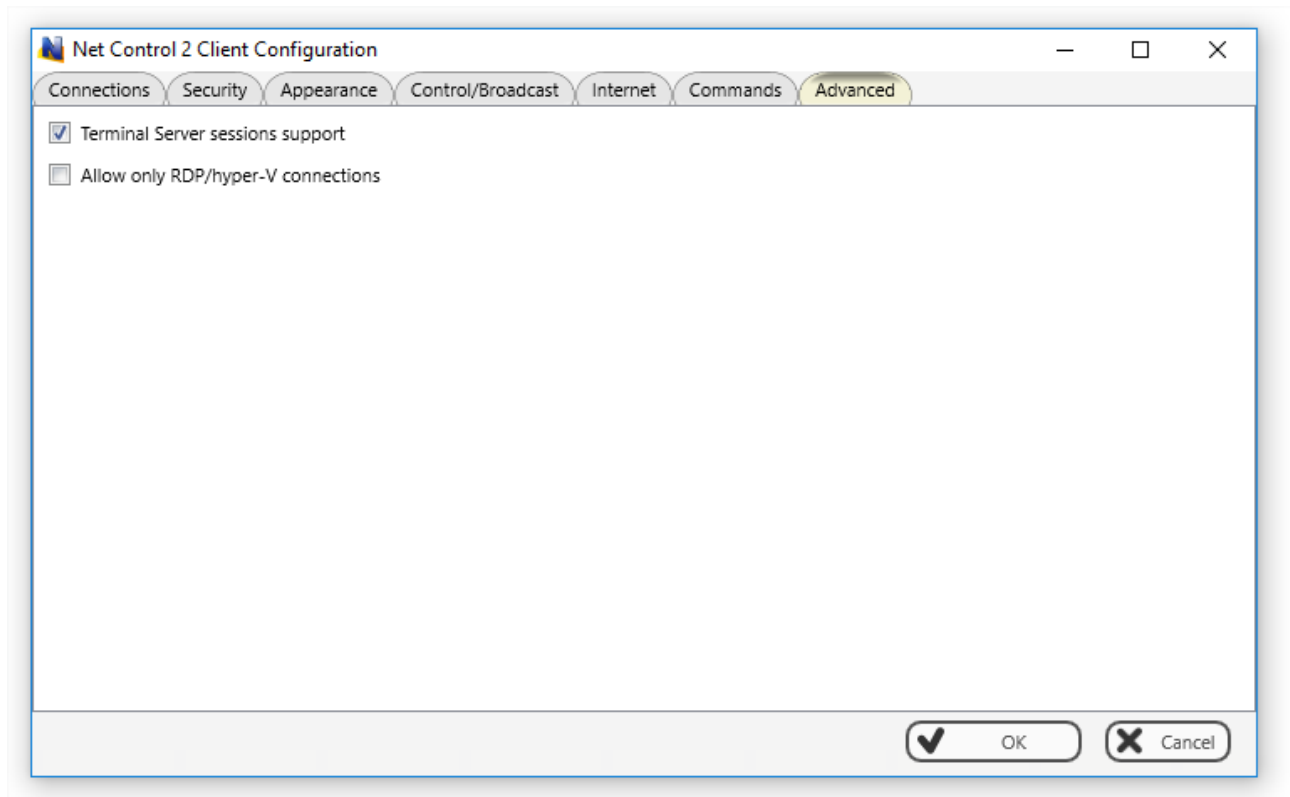 Net Control 2 Client Configuration
Connections Security Appearance Control/Broadcast Internet Commands Advanced
Terminal Server sessions support
Allow only RDP/hyper-V connections
OK Cancel